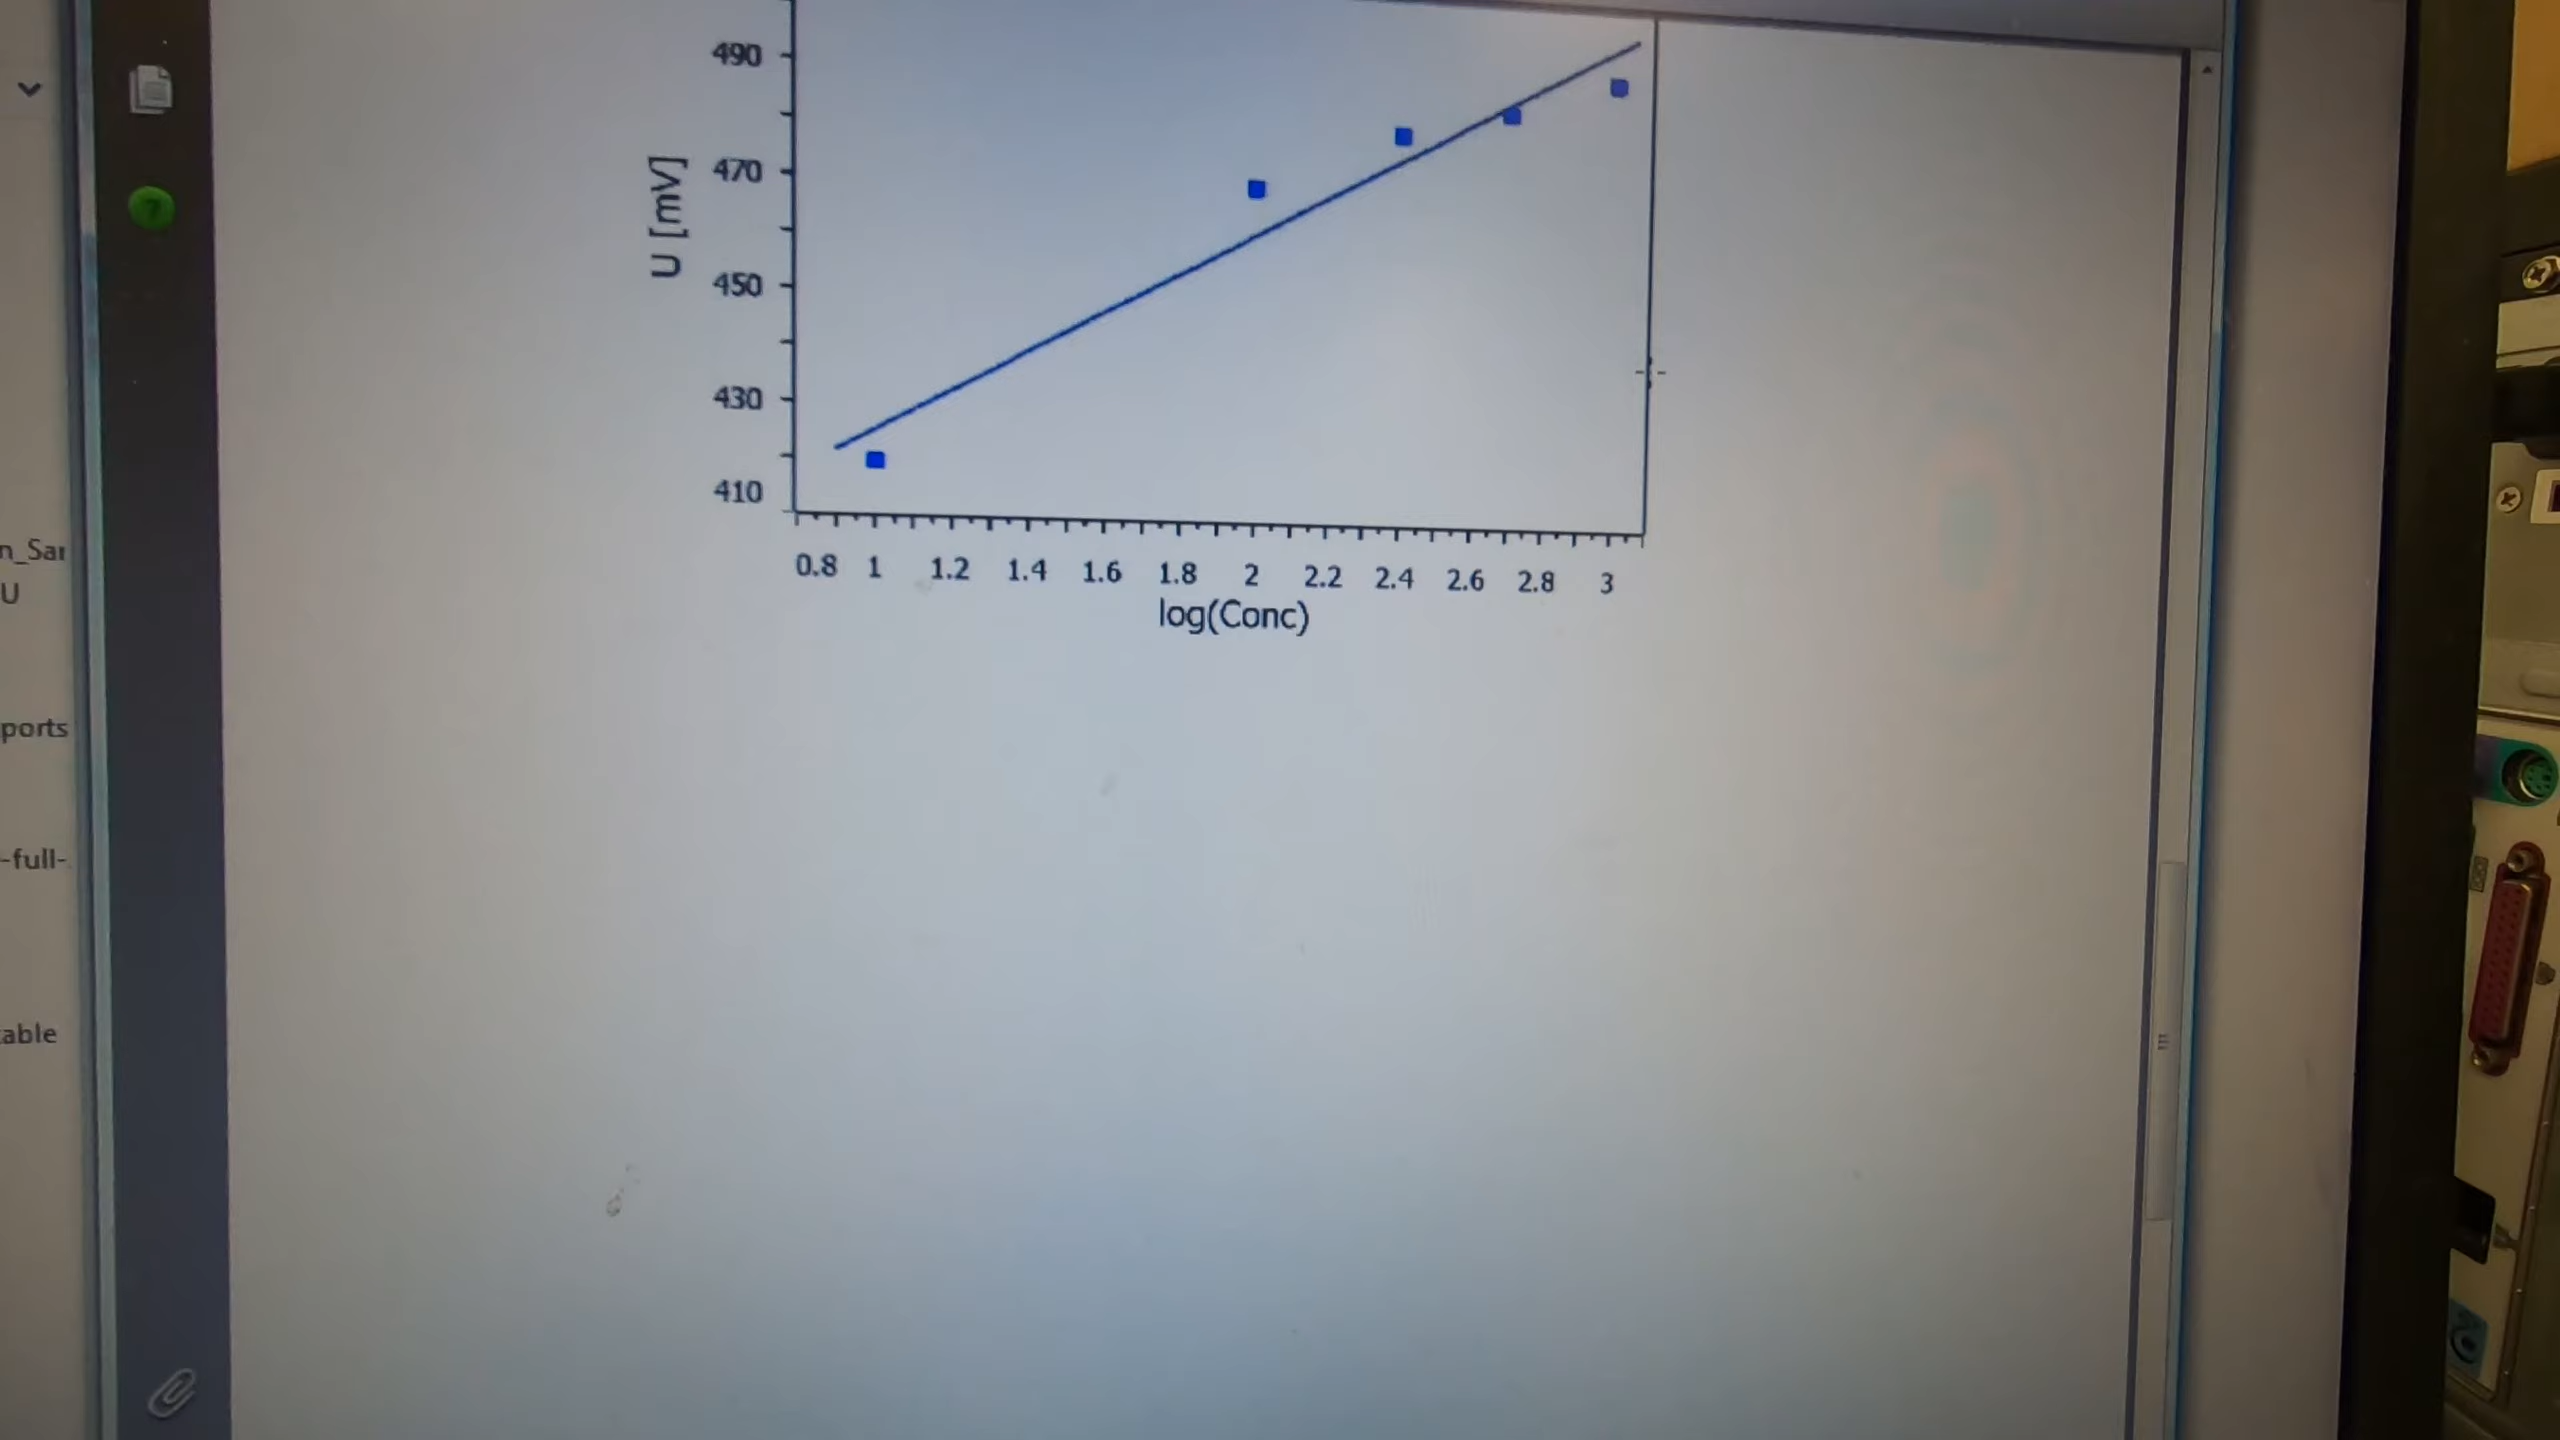 490
470
450
430
410
U [mV]
0.8 1 1.2 1.4 1.6 1.8 2 2.2 2.4 2.6 2.8 3
log(Conc)
n_Sar
U
ports
-full-
table
?